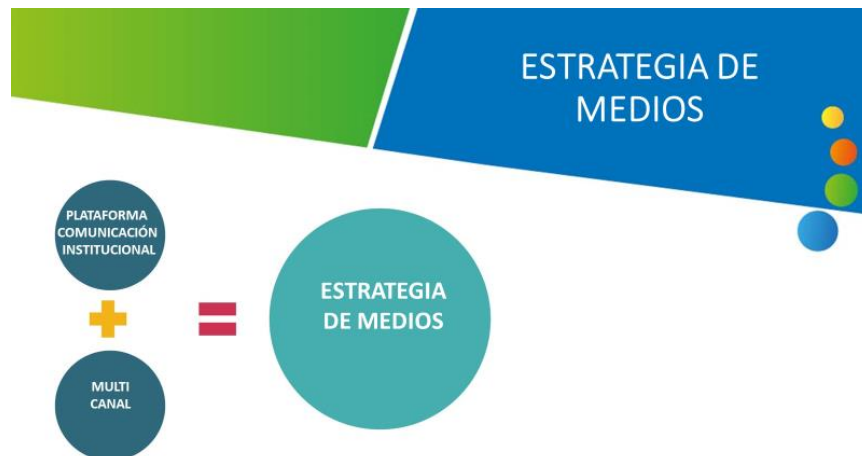 ESTRATEGIA DE
MEDIOS
PLATAFORMA
COMUNICACIÓN
INSTITUCIONAL
+
=
ESTRATEGIA
DE MEDIOS
MULTI
CANAL